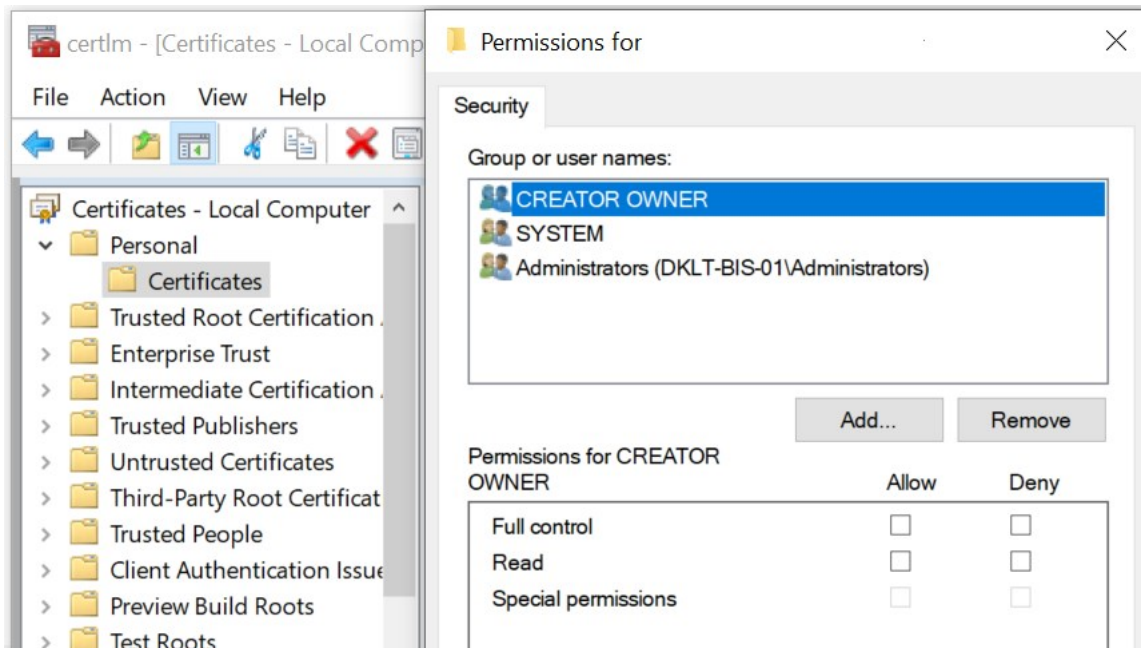 certlm - [Certificates - Local Comp
File Action View Help
Certificates - Local Computer
Personal
Certificates
Trusted Root Certification
Enterprise Trust
Intermediate Certification
Trusted Publishers
Untrusted Certificates
Third-Party Root Certificat
Trusted People
Client Authentication Issue
Preview Build Roots
Test Roots
Permissions for
Security
Group or user names:
CREATOR OWNER
SYSTEM
Administrators (DKLT-BIS-01\Administrators)
Add... Remove
Permissions for CREATOR
OWNER Allow Deny
Full control
Read
Special permissions